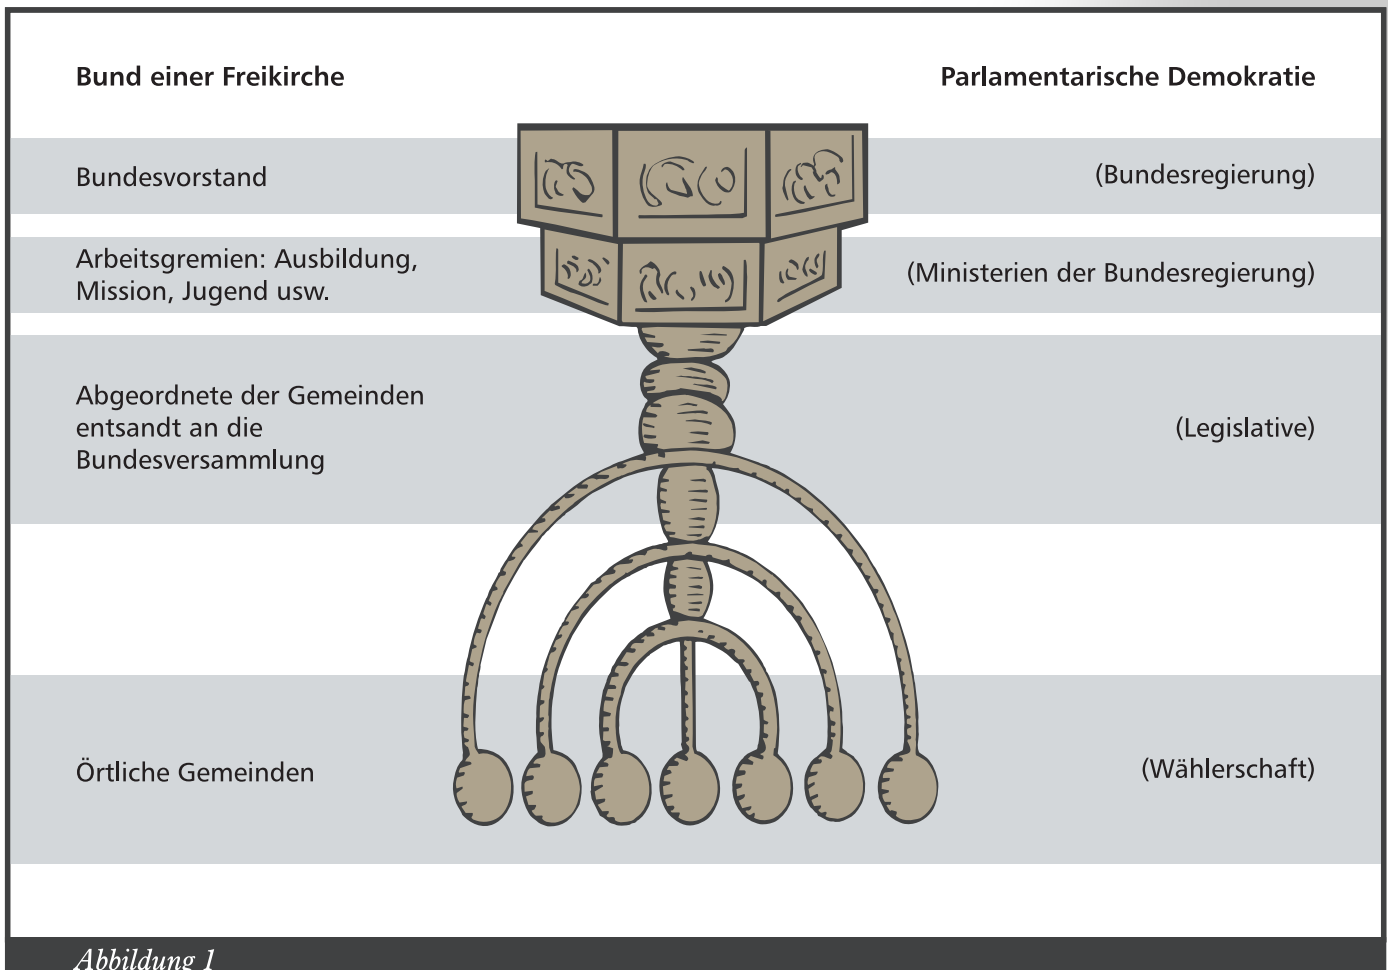 Bund einer Freikirche
Parlamentarische Demokratie
Bundesvorstand
(Bundesregierung)
Arbeitsgremien: Ausbildung,
Mission, Jugend usw.
(Ministerien der Bundesregierung)
Abgeordnete der Gemeinden
entsandt an die
Bundesversammlung
(Legislative)
Örtliche Gemeinden
(Wählerschaft)
Abbildung 1